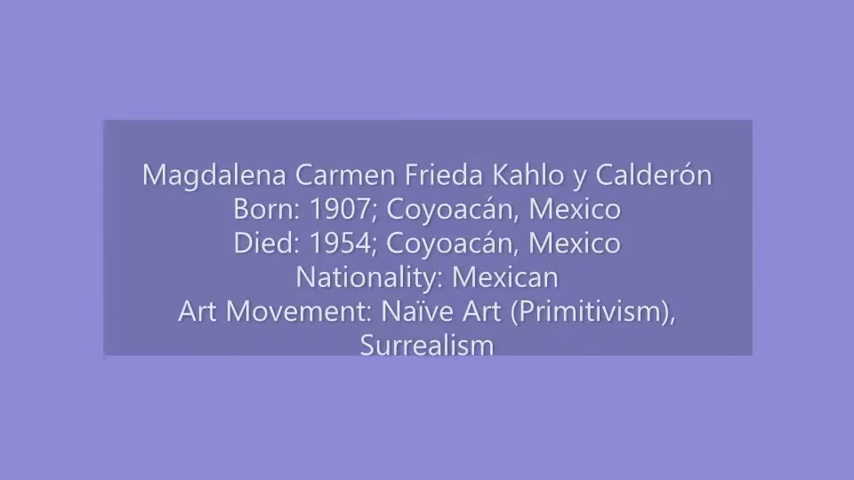 Magdalena Carmen Frieda Kahlo y Calderón
Born: 1907; Coyoacán, Mexico
Died: 1954; Coyoacán, Mexico
Nationality: Mexican
Art Movement: Naïve Art (Primitivism),
Surrealism